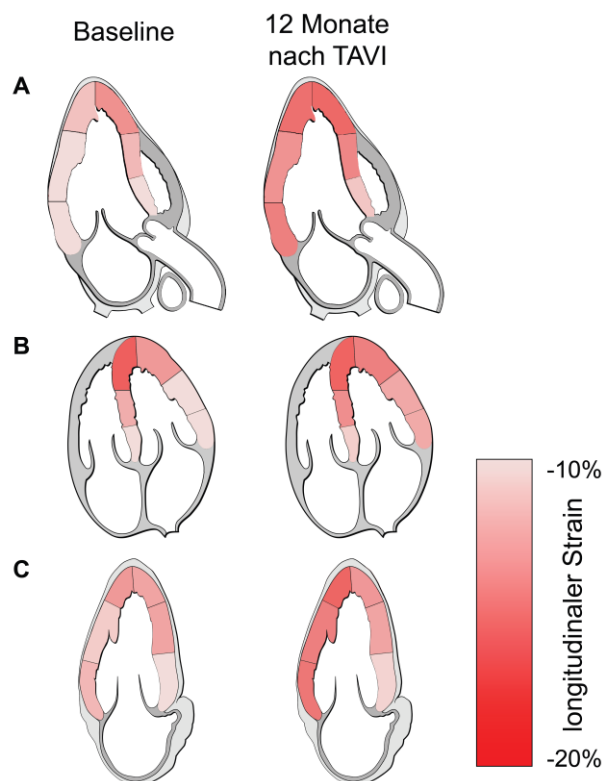 Baseline
12 Monate
nach TAVI
A
B
C
-10%
longitudinaler Strain
-20%